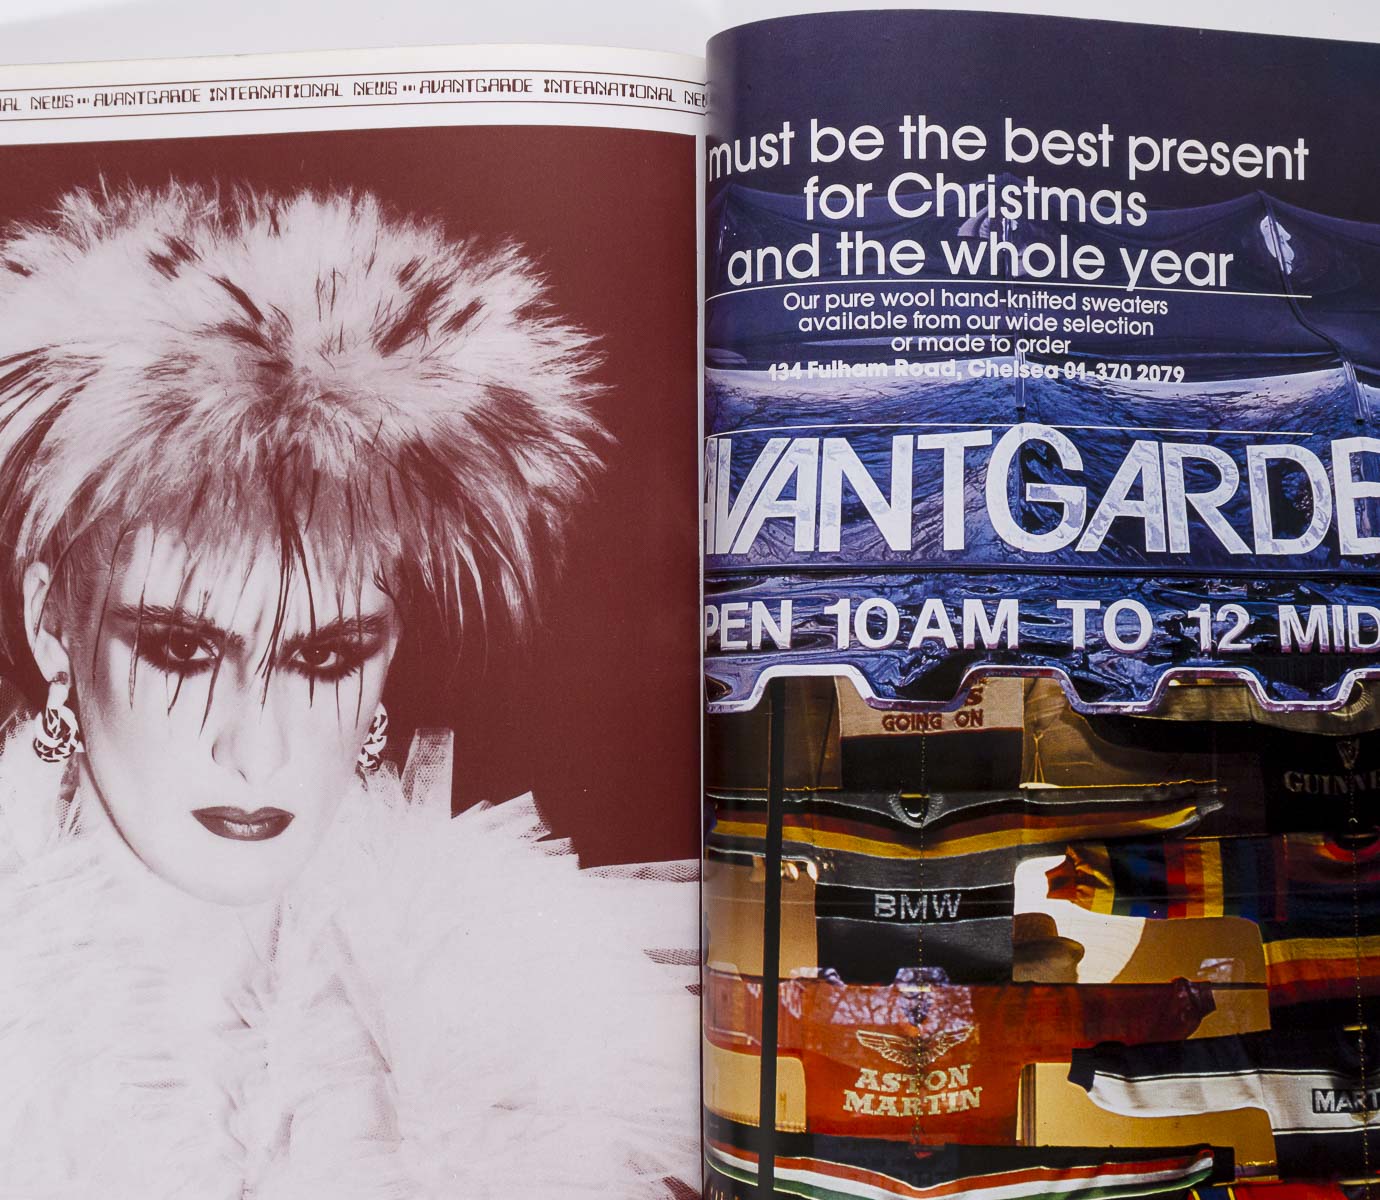 NEWS AVANTGARDE INTERNATIONAL NEWS AVANTGARDE INTERNATIONAL
must be the best present
for Christmas
and the whole year
Our pure wool hand-knitted sweaters
available from our wide selection
or made to order
134 Fulham Road, Chelsea 01-370 2079
AVANTGARDE
PEN 10 AM TO 12 MID
GOING ON
GUINNE
BMW
ASTON
MARTIN
MART